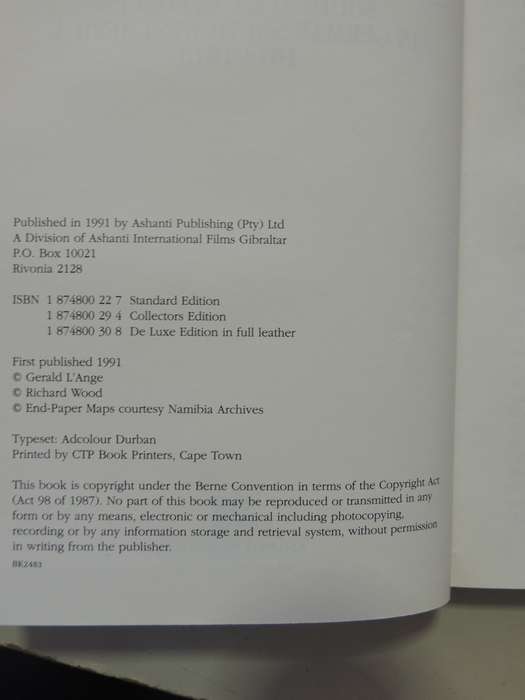 Published in 1991 by Ashanti Publishing (Pty) Ltd
A Division of Ashanti International Films Gibraltar
P.O. Box 10021
Rivonia 2128
ISBN 1 874800 22 7 Standard Edition
1 874800 29 4 Collectors Edition
1 874800 30 8 De Luxe Edition in full leather
First published 1991
© Gerald L'Ange
© Richard Wood
© End-Paper Maps courtesy Namibia Archives
Typeset: Adcolour Durban
Printed by CTP Book Printers, Cape Town
This book is copyright under the Berne Convention in terms of the Copyright Act
(Act 98 of 1987). No part of this book may be reproduced or transmitted in any
form or by any means, electronic or mechanical including photocopying,
recording or by any information storage and retrieval system, without permission
in writing from the publisher.
BK2483